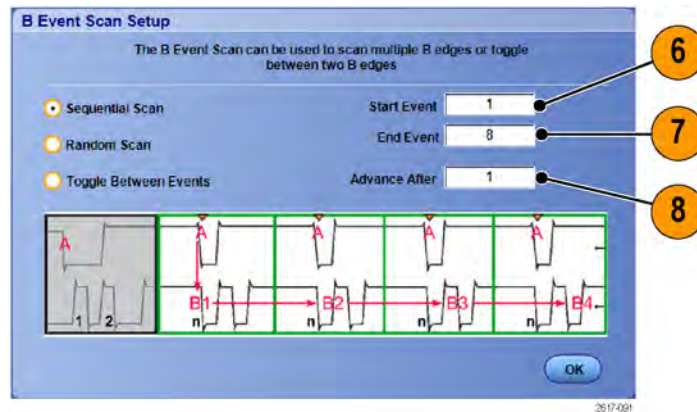 B Event Scan Setup
The B Event Scan can be used to scan multiple B edges or toggle
between two B edges
Sequential Scan
Start Event 1
6
End Event 8
7
Random Scan
Toggle Between Events
Advance After 1
8
A A A A A
B1 B2 B3 B4
1 2 n n n n
OK
2617-091